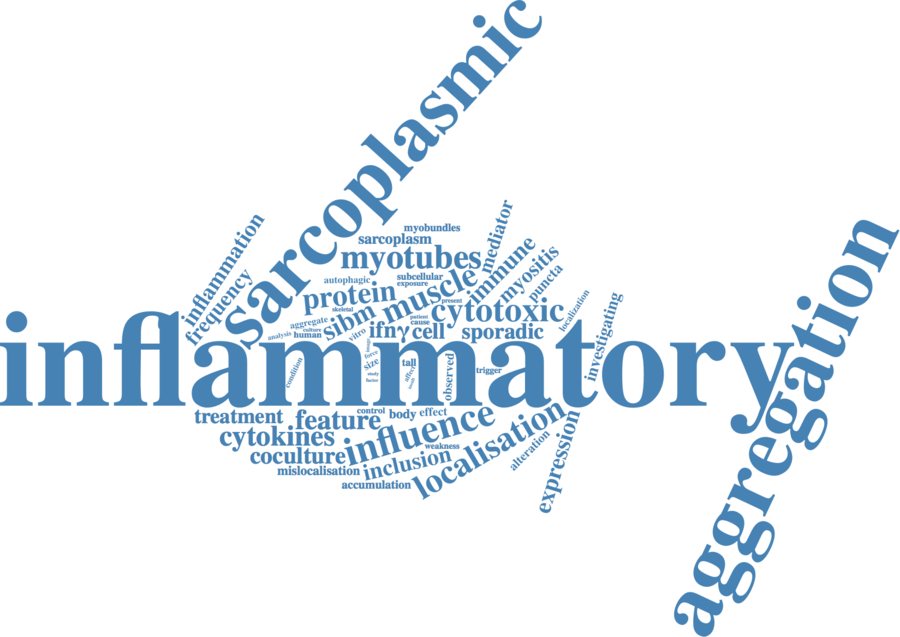 sarcoplasmic
inflammatory
aggregation
inflammation
frequency
myobundles
sarcoplasm
myotubes
mediator
immune
myositis
puncta
subcellular
exposure
autophagic
protein
muscle
present
skeletal
cytotoxic
localization
investigating
aggregate
culture
analysis
human
sibm
vitro
ifnγ
patient
cause
cell
sporadic
image
force
size
study
factor
tall
affect
observed
trigger
condition
treatment
feature
control
body
effect
cytokines
influence
coculture
weakness
localisation
alteration
expression
mislocalisation
inclusion
accumulation